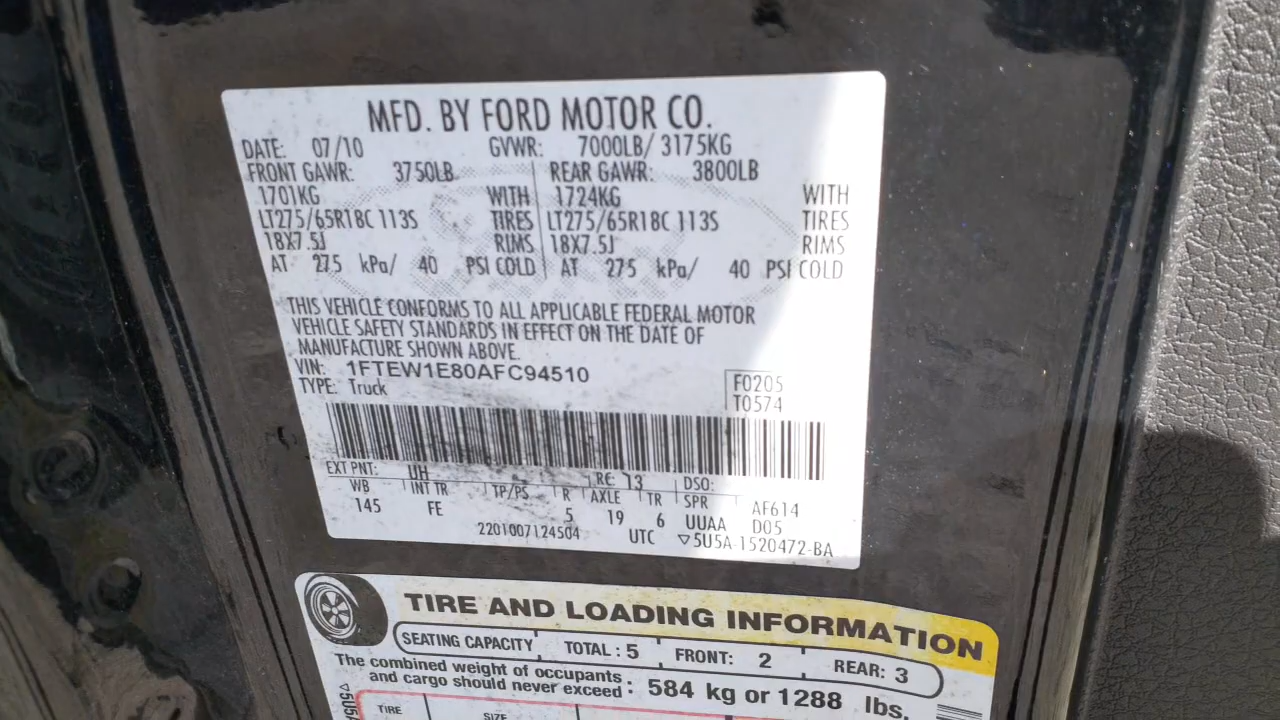 MFD. BY FORD MOTOR CO.
DATE: 07/10 GVWR: 7000LB/ 3175KG
FRONT GAWR: 3750LB REAR GAWR: 3800LB
1701KG WITH 1724KG WITH
LT275/65R18C 113S TIRES LT275/65R18C 113S TIRES
18X7.5J RIMS 18X7.5J RIMS
AT 275 kPa/ 40 PSI COLD AT 275 kPa/ 40 PSI COLD
THIS VEHICLE CONFORMS TO ALL APPLICABLE FEDERAL MOTOR
VEHICLE SAFETY STANDARDS IN EFFECT ON THE DATE OF
MANUFACTURE SHOWN ABOVE.
VIN: 1FTEW1E80AFC94510 F0205
TYPE: Truck T0574
EXT PNT: UH RC: 13 DSO:
WB INT TR TP/PS R AXLE TR SPR AF614
145 FE 5 19 6 UUAA D05
2201007124504 UTC ▽5U5A-1520472-BA
TIRE AND LOADING INFORMATION
SEATING CAPACITY TOTAL : 5 FRONT: 2 REAR: 3
The combined weight of occupants
and cargo should never exceed : 584 kg or 1288 lbs.
TIRE SIZE